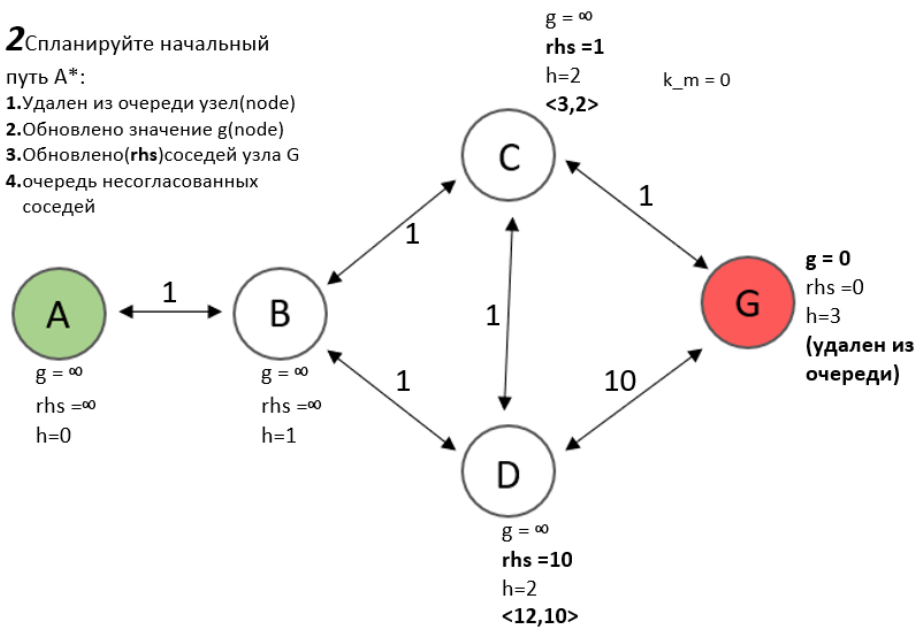 2Спланируйте начальный
путь A*:
1.Удален из очереди узел(node)
2.Обновлено значение g(node)
3.Обновлено(rhs)соседей узла G
4.очередь несогласованных
соседей
g = ∞
rhs =1
h=2
<3,2>
k_m = 0
C
1
1
1
A
1
B
G
g = 0
rhs =0
h=3
(удален из
очереди)
g = ∞
rhs =∞
h=0
g = ∞
rhs =∞
h=1
1
10
D
g = ∞
rhs =10
h=2
<12,10>